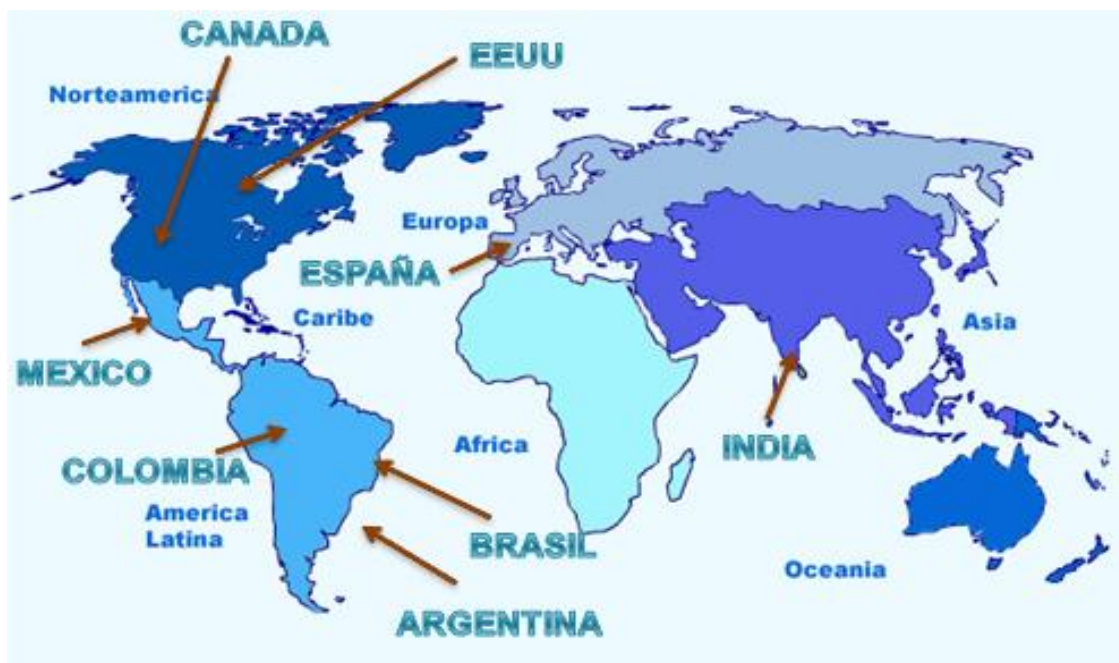 CANADA
EEUU
Norteamerica
Europa
ESPAÑA
Caribe
Asia
MEXICO
Africa
INDIA
COLOMBIA
America
Latina
BRASIL
Oceania
ARGENTINA